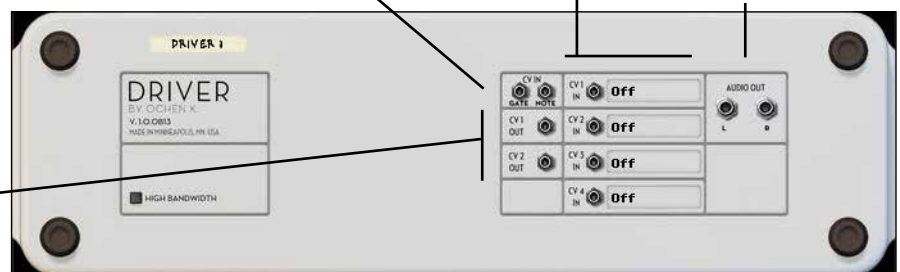 DRIVER 1
DRIVER
BY OCHEN K.
V. 1.0.0B13
MADE IN MINNEAPOLIS, MN. USA.
HIGH BANDWIDTH
CV IN
GATE NOTE
CV 1 OUT
CV 2 OUT
CV 1 IN Off
CV 2 IN Off
CV 3 IN Off
CV 4 IN Off
AUDIO OUT
L R